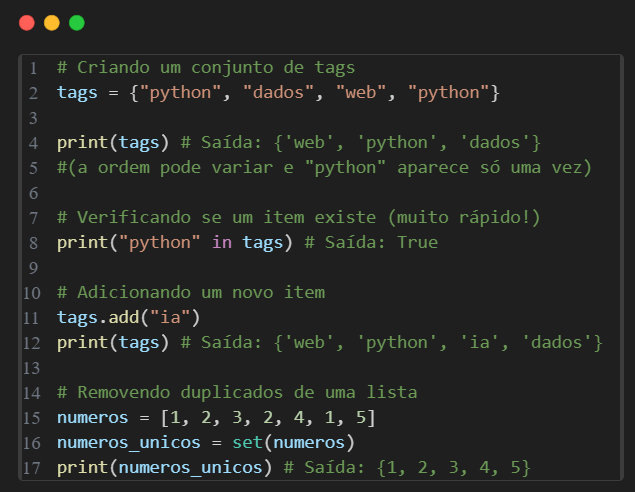 1 # Criando um conjunto de tags
2 tags = {"python", "dados", "web", "python"}
3
4 print(tags) # Saída: {'web', 'python', 'dados'}
5 #(a ordem pode variar e "python" aparece só uma vez)
6
7 # Verificando se um item existe (muito rápido!)
8 print("python" in tags) # Saída: True
9
10 # Adicionando um novo item
11 tags.add("ia")
12 print(tags) # Saída: {'web', 'python', 'ia', 'dados'}
13
14 # Removendo duplicados de uma lista
15 numeros = [1, 2, 3, 2, 4, 1, 5]
16 numeros_unicos = set(numeros)
17 print(numeros_unicos) # Saída: {1, 2, 3, 4, 5}